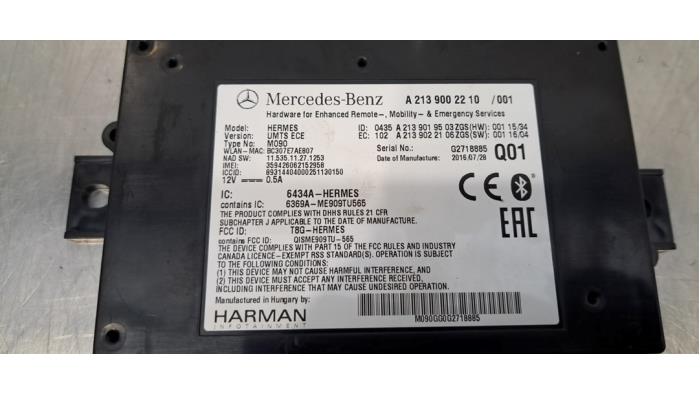 Mercedes-Benz A 213 900 22 10 /001
Hardware for Enhanced Remote-, Mobility- & Emergency Services
Model: HERMES ID: 0435 A 213 901 95 03 ZGS(HW): 001 15/34
Version: UMTS ECE EC: 102 A 213 902 21 06 ZGS(SW): 001 16/04
Type No: M090 Serial No.: G2718885 Q01
WLAN-MAC: BC307E7AE807 Date of Manufacture: 2016/07/28
NAD SW: 11.535.11.27.1253
IMEI: 359426062152958
ICCID: 89314404000251130150
12V 0.5A
IC: 6434A-HERMES
contains IC: 6369A-ME909TU565
THE PRODUCT COMPLIES WITH DHHS RULES 21 CFR
SUBCHAPTER J APPLICABLE TO THE DATE OF MANUFACTURE.
FCC ID: T8G-HERMES
contains FCC ID: QISME909TU-565
THE DEVICE COMPLIES WITH PART 15 OF THE FCC RULES AND INDUSTRY
CANADA LICENCE-EXEMPT RSS STANDARD(S). OPERATION IS SUBJECT
TO THE FOLLOWING TWO CONDITIONS:
(1) THIS DEVICE MAY NOT CAUSE HARMFUL INTERFERENCE, AND
(2) THIS DEVICE MUST ACCEPT ANY INTERFERENCE RECEIVED,
INCLUDING INTERFERENCE THAT MAY CAUSE UNDESIRED OPERATION.
CE
EAC
Manufactured in Hungary by:
HARMAN
INFOTAINMENT
M090GG0G2718885